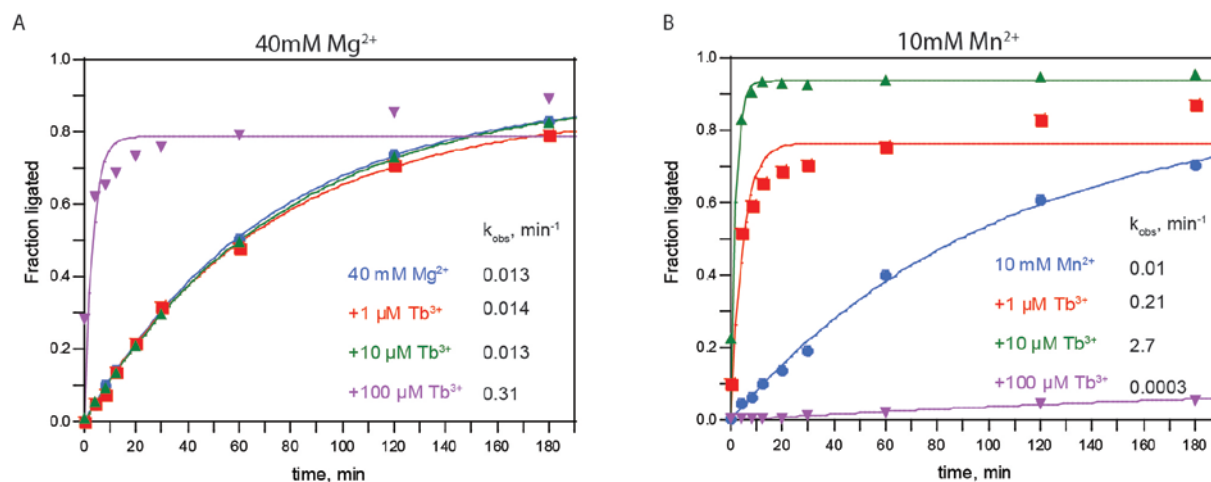 A
40mM Mg²⁺
Fraction ligated
1.0
0.8
0.6
0.4
0.2
0.0
kobs, min⁻¹
40 mM Mg²⁺ 0.013
+1 µM Tb³⁺ 0.014
+10 µM Tb³⁺ 0.013
+100 µM Tb³⁺ 0.31
0 20 40 60 80 100 120 140 160 180
time, min
B
10mM Mn²⁺
Fraction ligated
1.0
0.8
0.6
0.4
0.2
0.0
kobs, min⁻¹
10 mM Mn²⁺ 0.01
+1 µM Tb³⁺ 0.21
+10 µM Tb³⁺ 2.7
+100 µM Tb³⁺ 0.0003
0 20 40 60 80 100 120 140 160 180
time, min